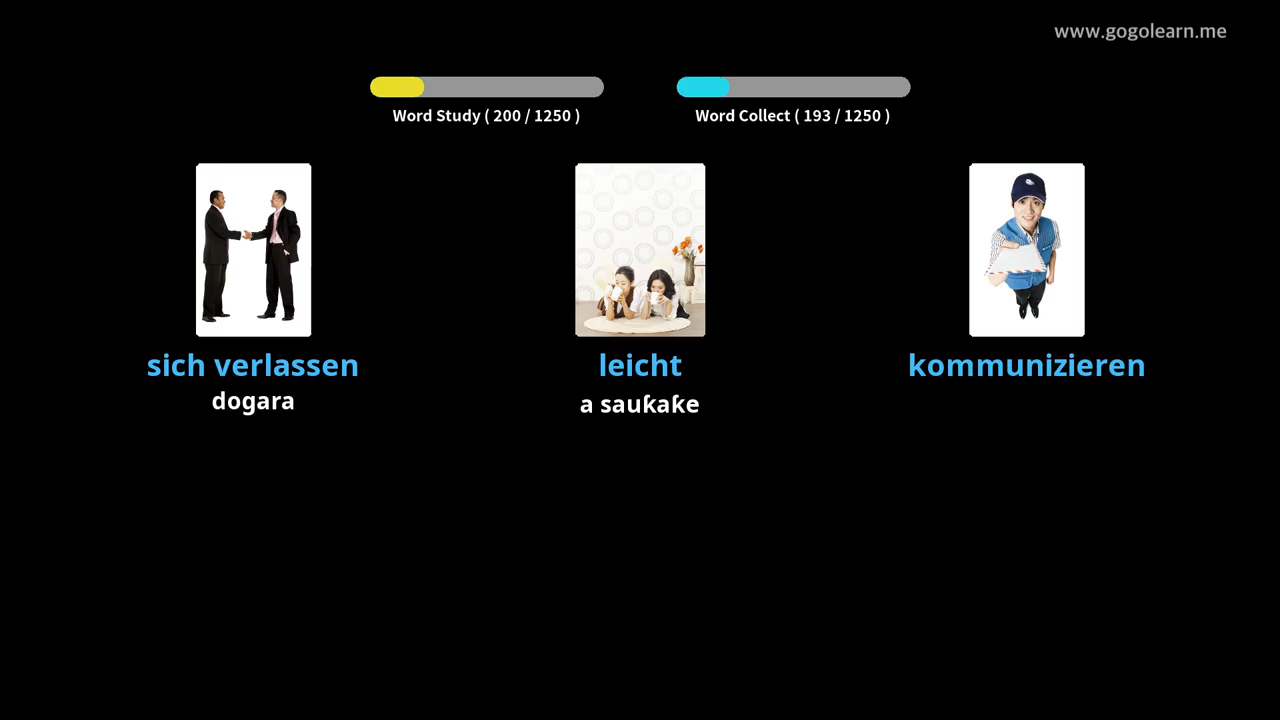 www.gogolearn.me
Word Study ( 200 / 1250 )
Word Collect ( 193 / 1250 )
sich verlassen
dogara
leicht
a sauƙaƙe
kommunizieren